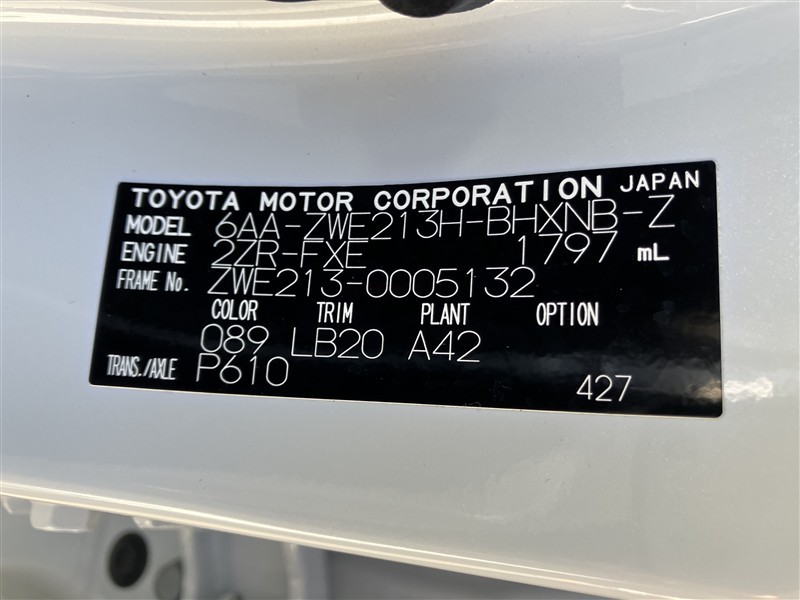 TOYOTA MOTOR CORPORATION JAPAN
MODEL 6AA-ZWE213H-BHXNB-Z
ENGINE 2ZR-FXE 1797 mL
FRAME No. ZWE213-0005132
COLOR TRIM PLANT OPTION
089 LB20 A42
TRANS./AXLE P610
427